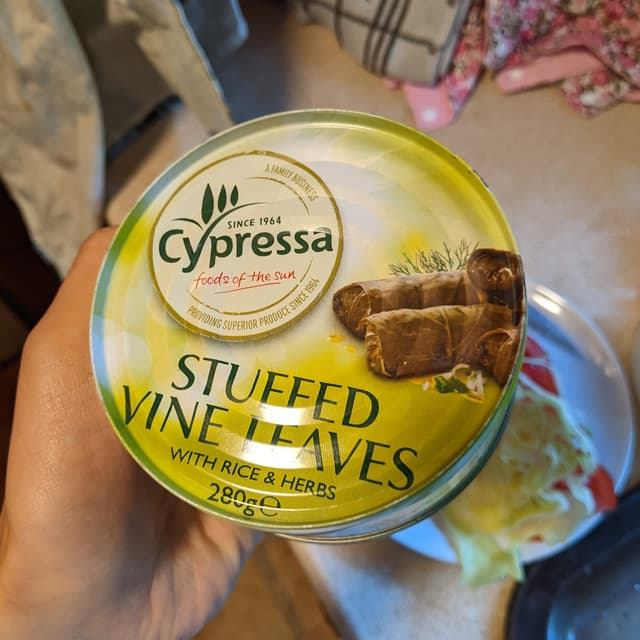 A FAMILY BUSINESS
SINCE 1964
Cypressa
foods of the sun
PROVIDING SUPERIOR PRODUCE SINCE 1964
STUFFED
VINE LEAVES
WITH RICE & HERBS
280g℮